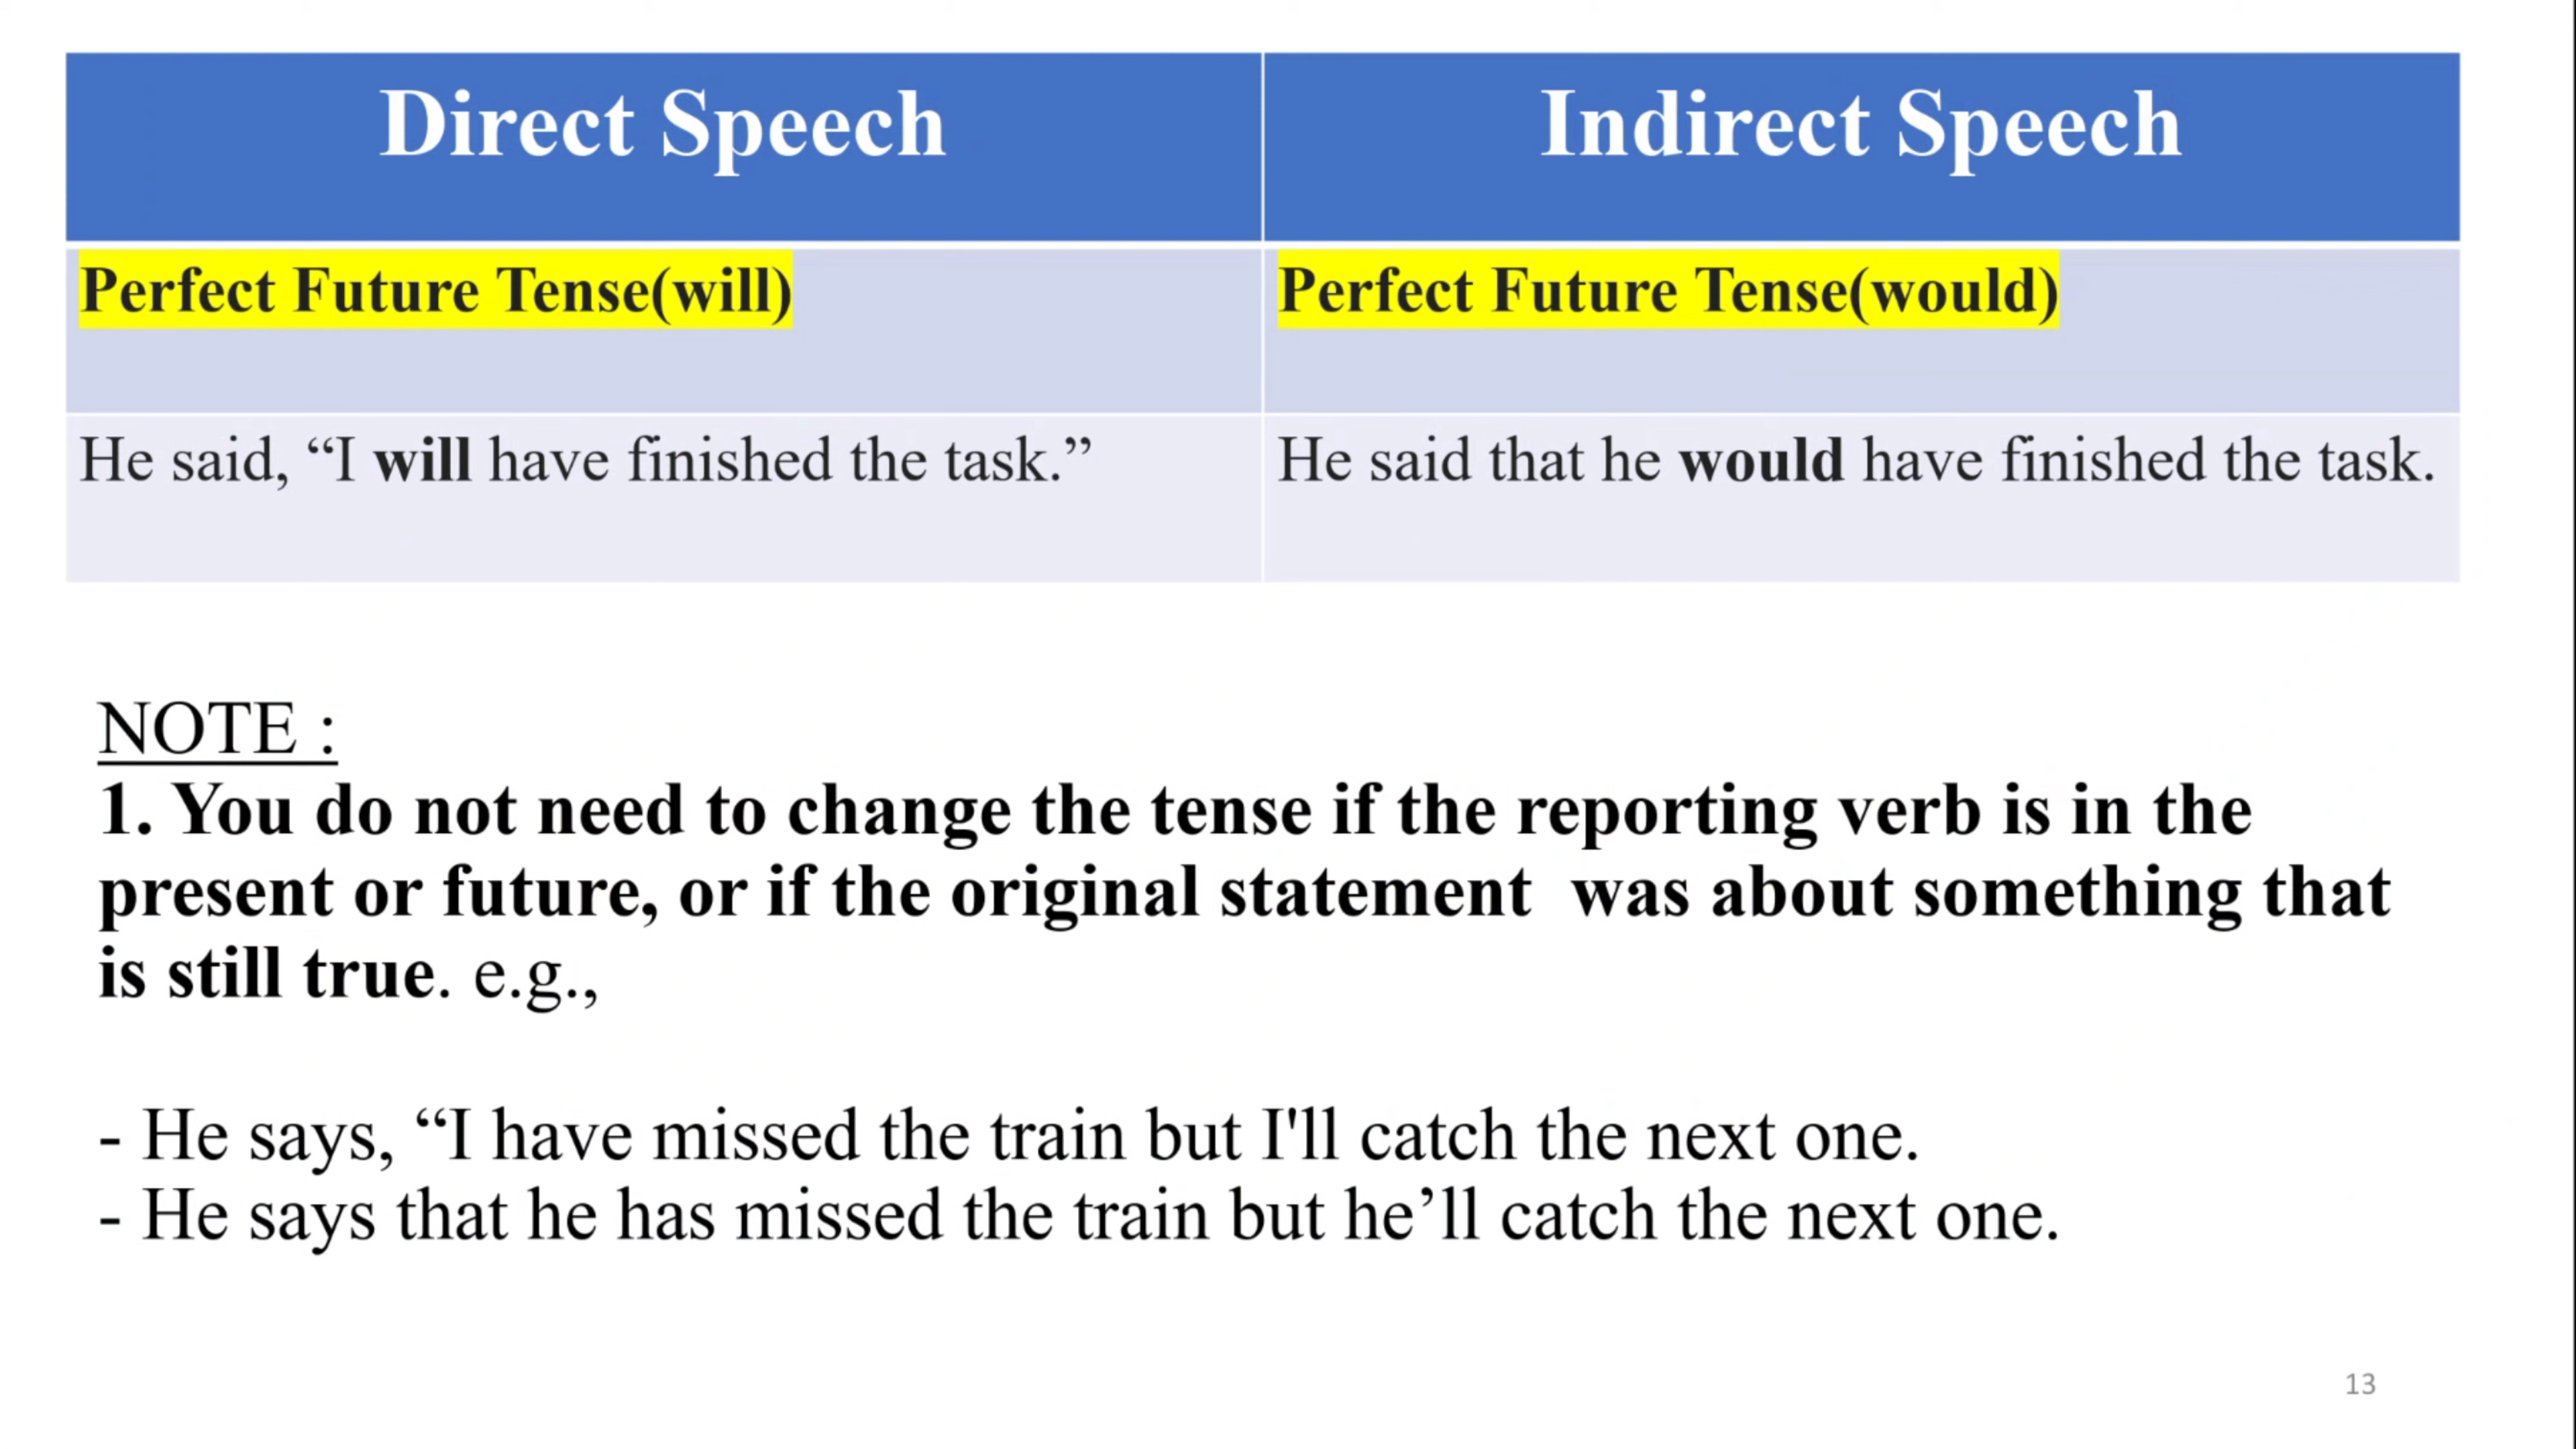 Direct Speech
Indirect Speech
Perfect Future Tense(will)
Perfect Future Tense(would)
He said, “I will have finished the task.”
He said that he would have finished the task.
NOTE :
1. You do not need to change the tense if the reporting verb is in the
present or future, or if the original statement  was about something that
is still true. e.g.,
- He says, “I have missed the train but I'll catch the next one.
- He says that he has missed the train but he’ll catch the next one.
13